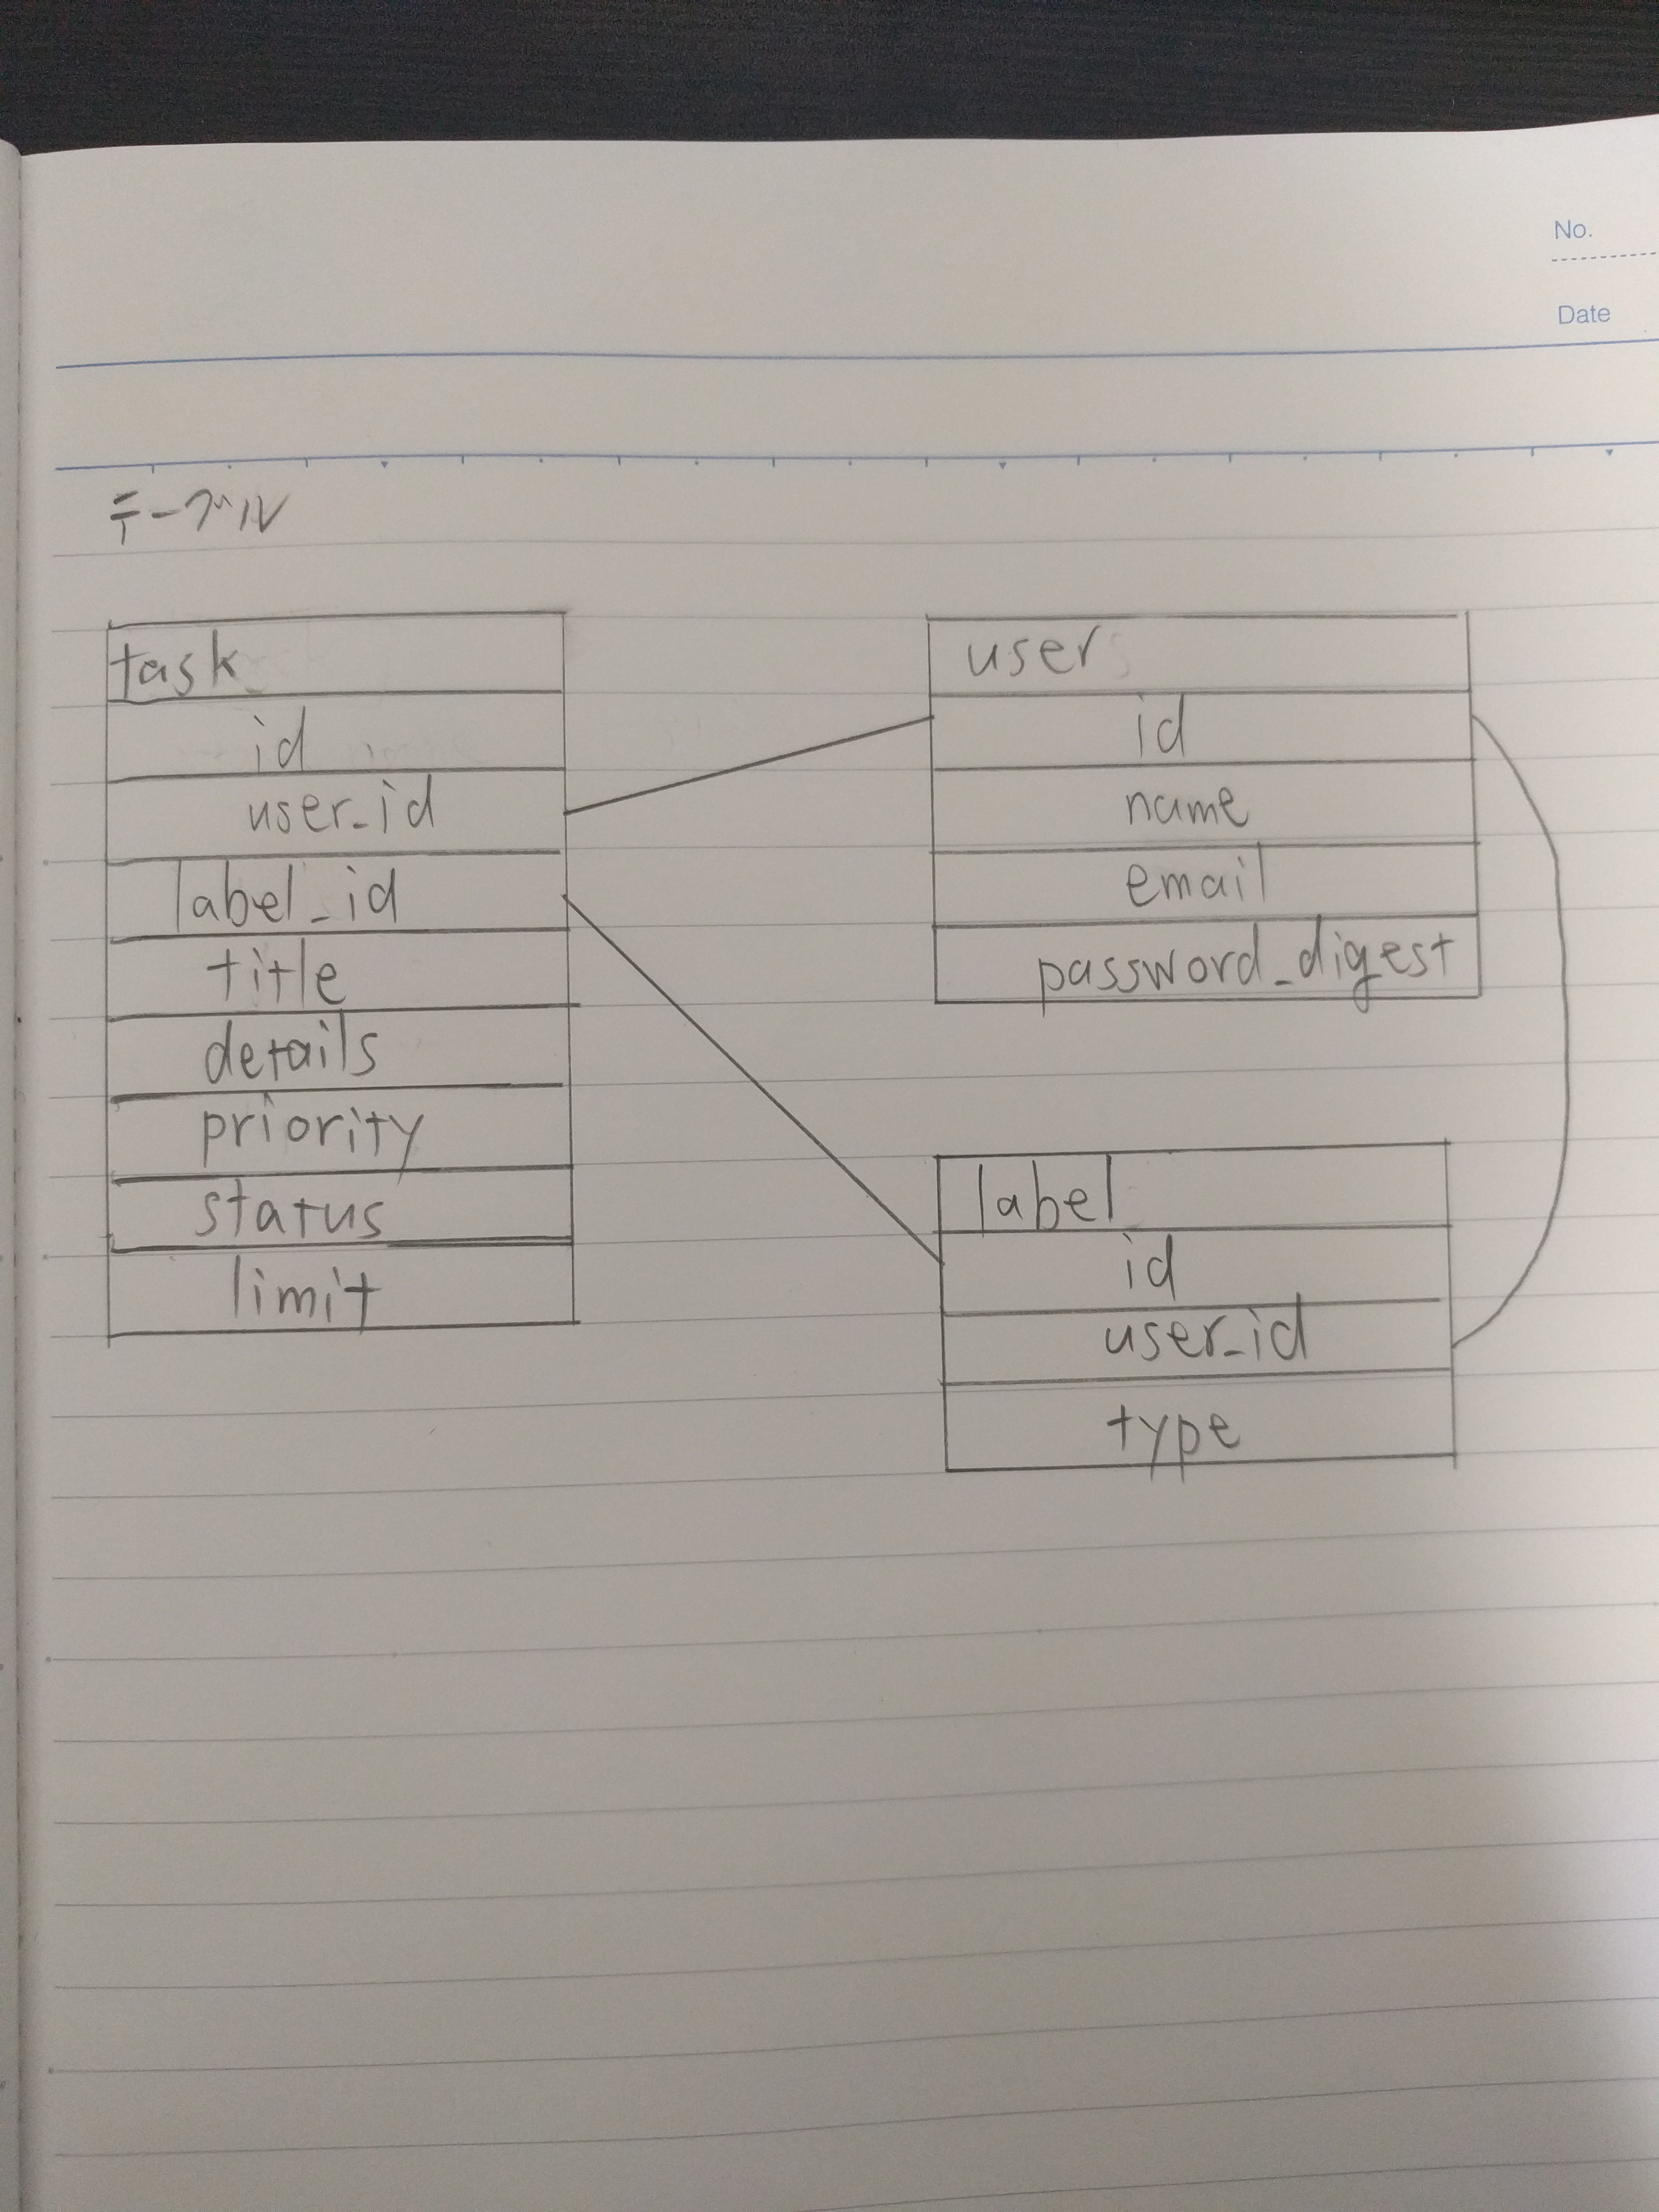 No.
Date
テーブル
task
id
user_id
label_id
title
details
priority
status
limit
user
id
name
email
password_digest
label
id
user_id
type